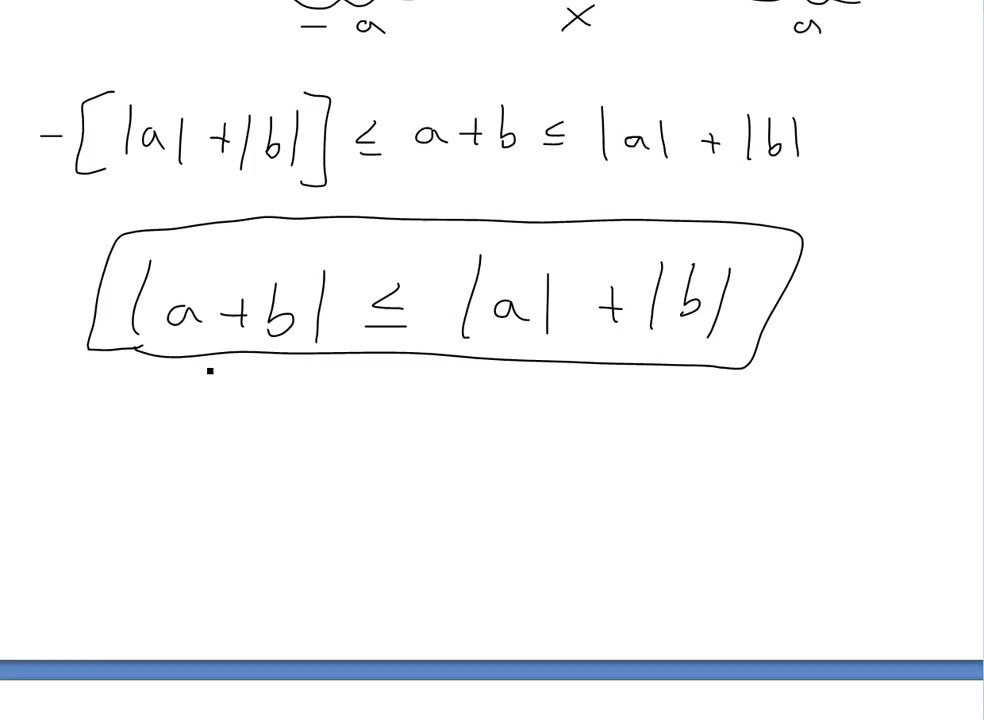 - a x a
-[|a| + |b|] ≤ a + b ≤ |a| + |b|
|a + b| ≤ |a| + |b|